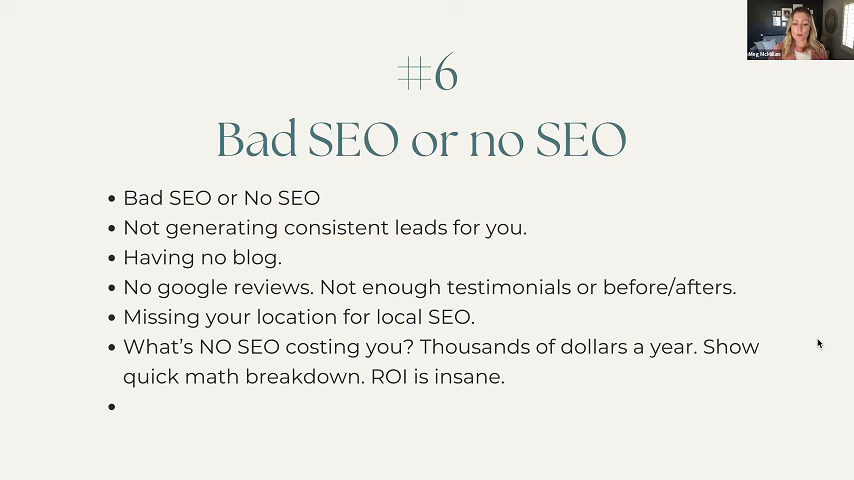 #6
Bad SEO or no SEO
• Bad SEO or No SEO
• Not generating consistent leads for you.
• Having no blog.
• No google reviews. Not enough testimonials or before/afters.
• Missing your location for local SEO.
• What's NO SEO costing you? Thousands of dollars a year. Show
quick math breakdown. ROI is insane.
•
Meg McMillan